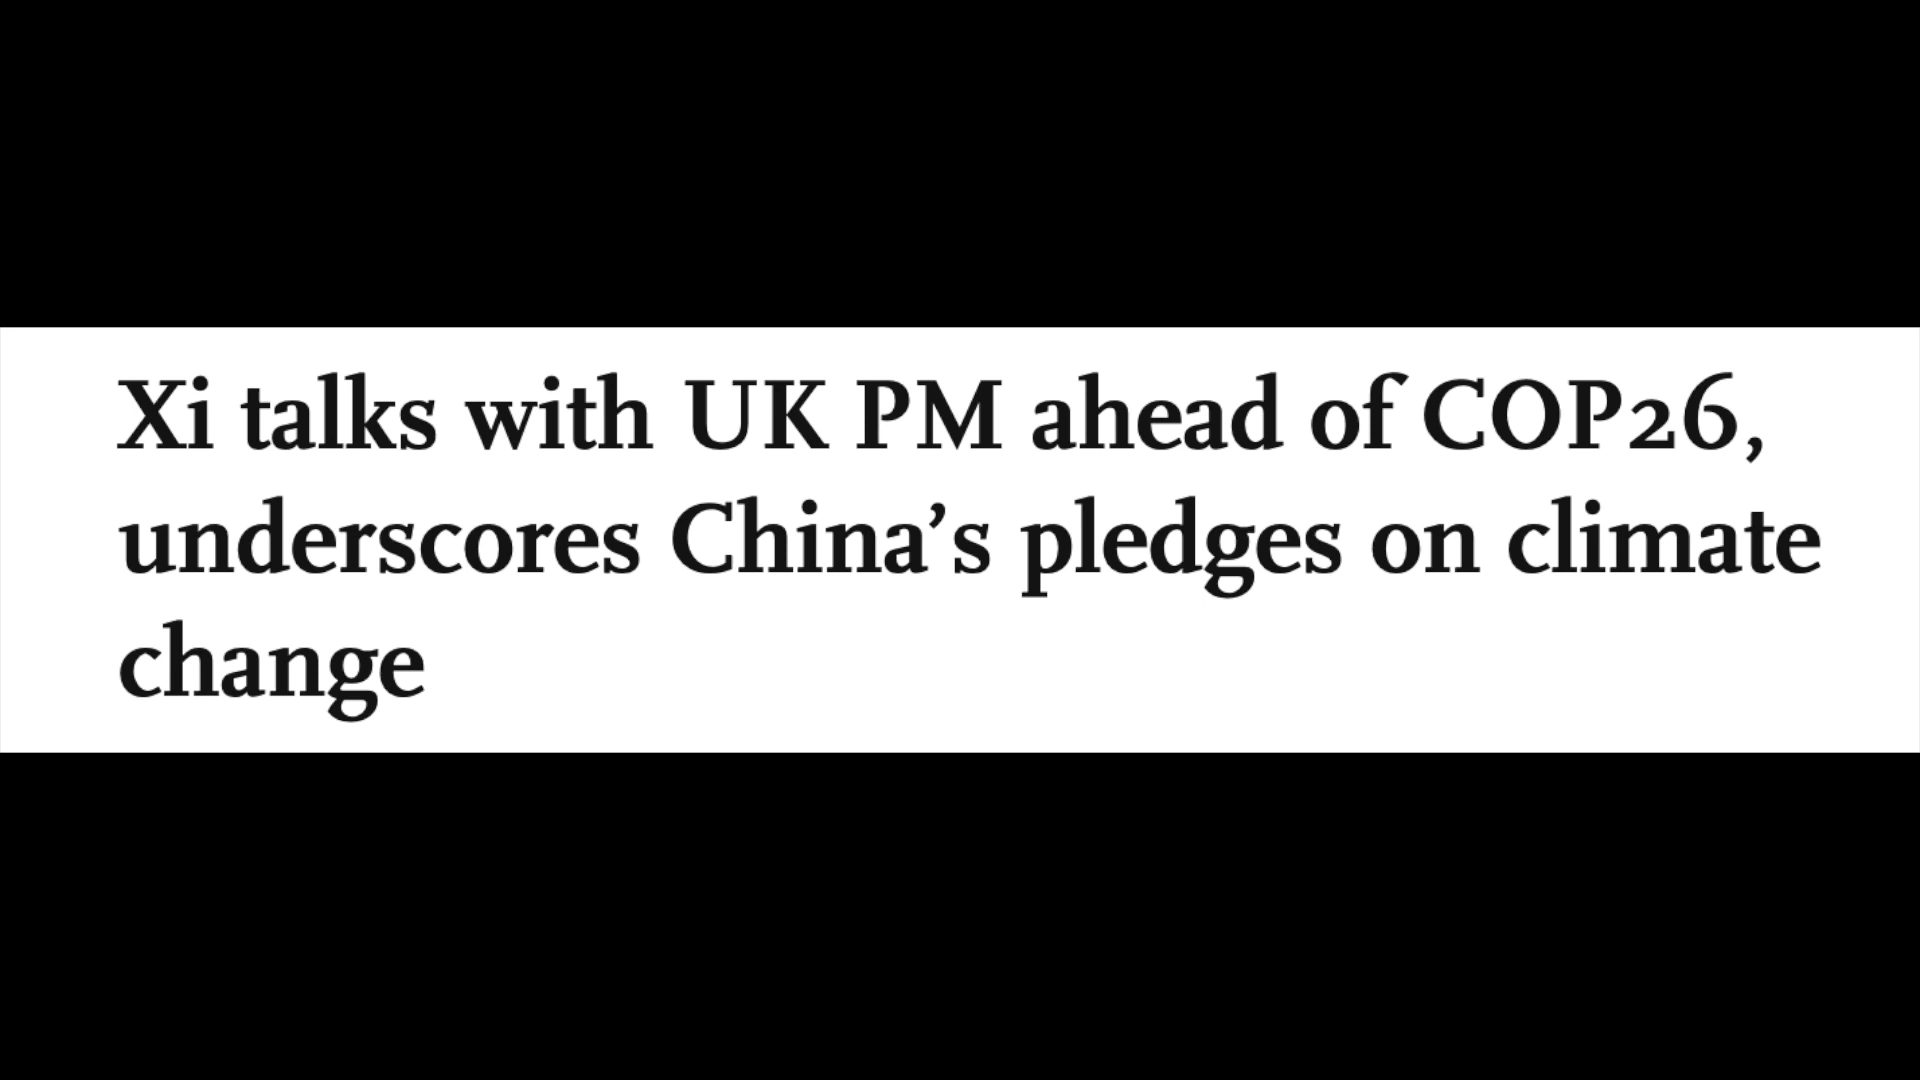 Xi talks with UK PM ahead of COP26,
underscores China’s pledges on climate
change